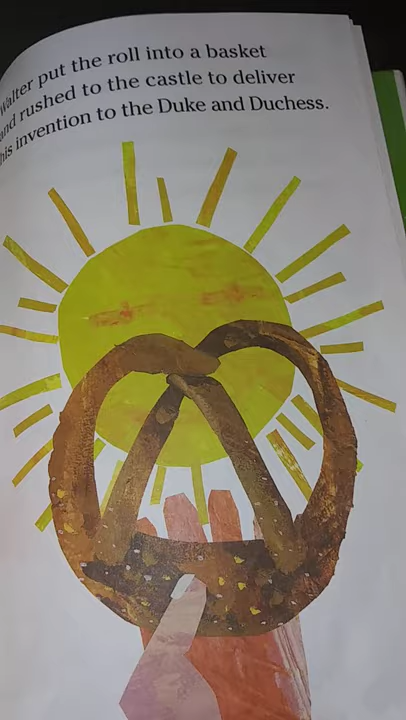 Walter put the roll into a basket
and rushed to the castle to deliver
his invention to the Duke and Duchess.